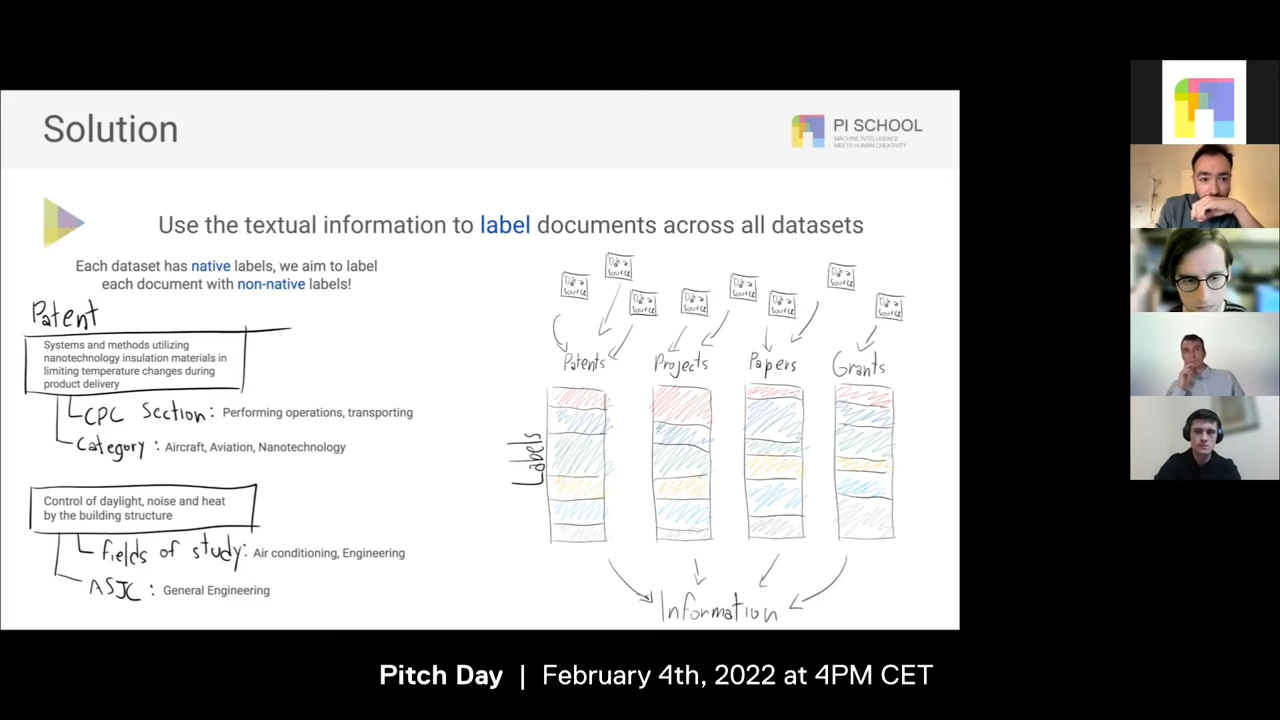 Solution
PI SCHOOL
MACHINE INTELLIGENCE
MEETS HUMAN CREATIVITY
Use the textual information to label documents across all datasets
Each dataset has native labels, we aim to label
each document with non-native labels!
Patent
Systems and methods utilizing
nanotechnology insulation materials in
limiting temperature changes during
product delivery
CPC Section: Performing operations, transporting
Category: Aircraft, Aviation, Nanotechnology
Control of daylight, noise and heat
by the building structure
fields of study: Air conditioning, Engineering
ASJC: General Engineering
Data
Source
Data
Source
Data
Source
Data
Source
Data
Source
Data
Source
Data
Source
Data
Source
Patents
Projects
Papers
Grants
Labels
Information
Pitch Day | February 4th, 2022 at 4PM CET